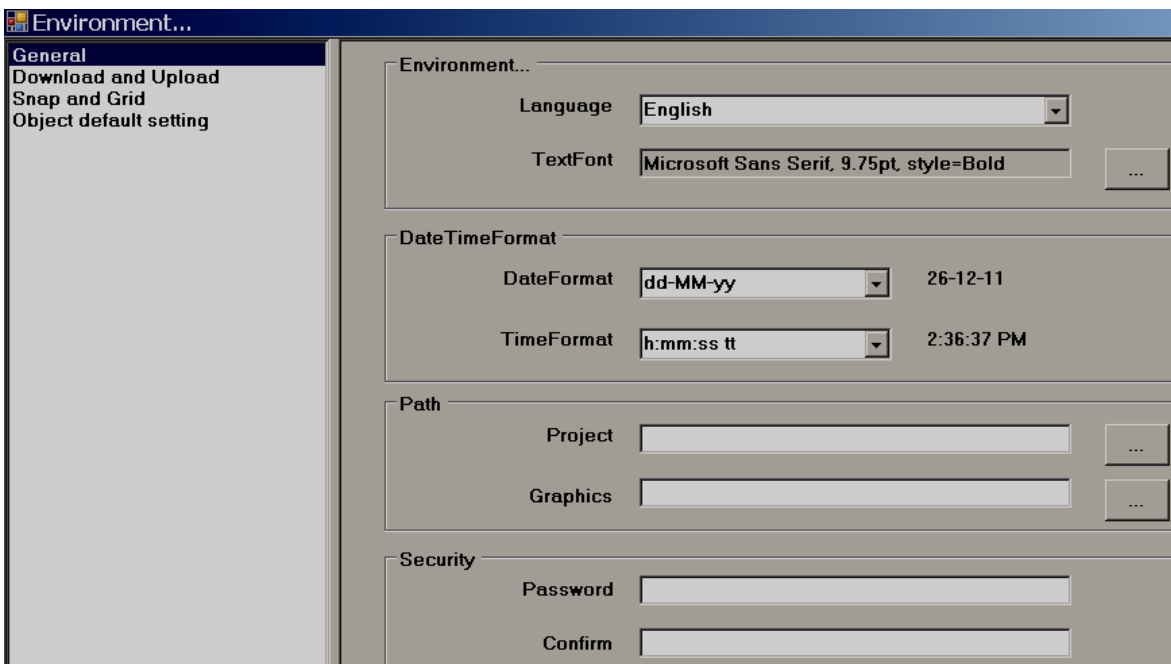 Environment...
General
Download and Upload
Snap and Grid
Object default setting
Environment...
Language English
TextFont Microsoft Sans Serif, 9.75pt, style=Bold ...
DateTimeFormat
DateFormat dd-MM-yy 26-12-11
TimeFormat h:mm:ss tt 2:36:37 PM
Path
Project ...
Graphics ...
Security
Password
Confirm